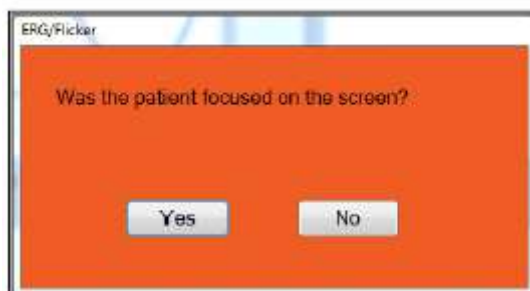 ERG/Flicker
Was the patient focused on the screen?
Yes
No